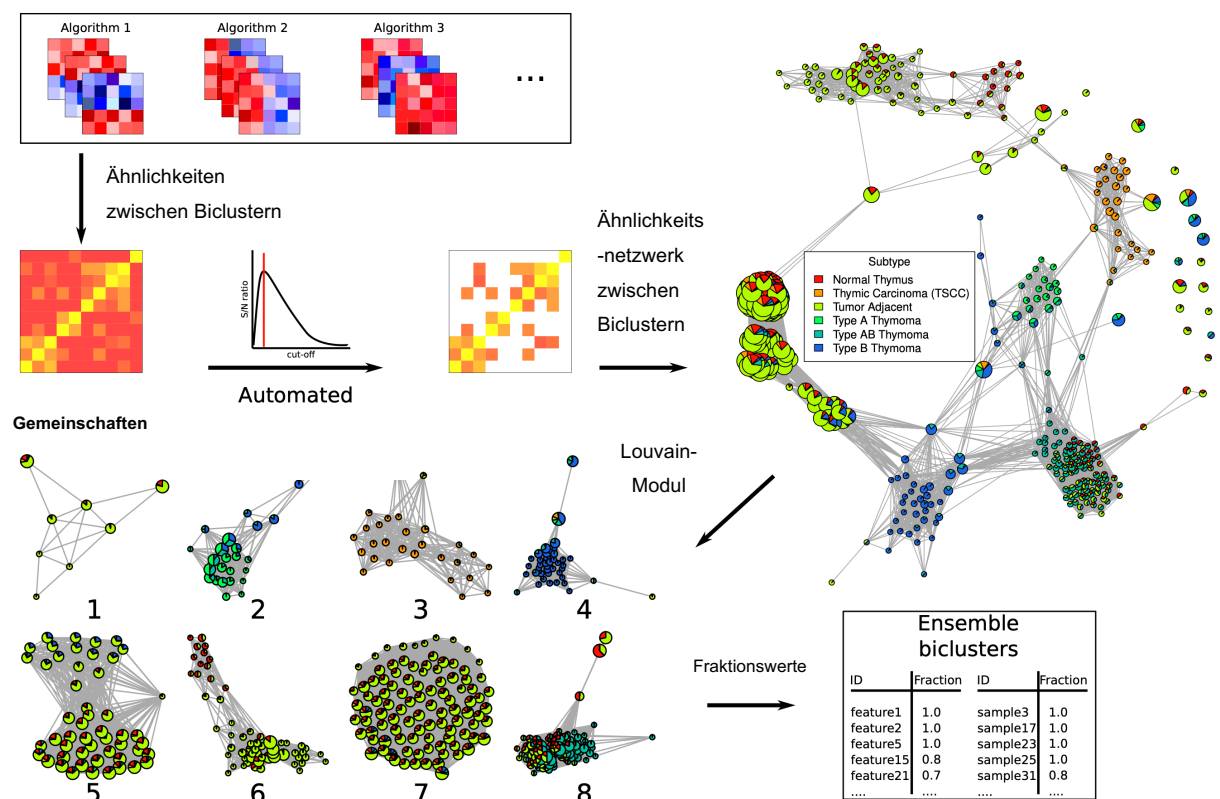 Algorithm 1
Algorithm 2
Algorithm 3
...
Ähnlichkeiten
zwischen Biclustern
S/N ratio
cut-off
Automated
Ähnlichkeits
-netzwerk
zwischen
Biclustern
Subtype
Normal Thymus
Thymic Carcinoma (TSCC)
Tumor Adjacent
Type A Thymoma
Type AB Thymoma
Type B Thymoma
Louvain-
Modul
Gemeinschaften
1
2
3
4
5
6
7
8
Fraktionswerte
Ensemble
biclusters
ID Fraction ID Fraction
feature1 1.0 sample3 1.0
feature2 1.0 sample17 1.0
feature5 1.0 sample23 1.0
feature15 0.8 sample25 1.0
feature21 0.7 sample31 0.8
.... .... .... ....